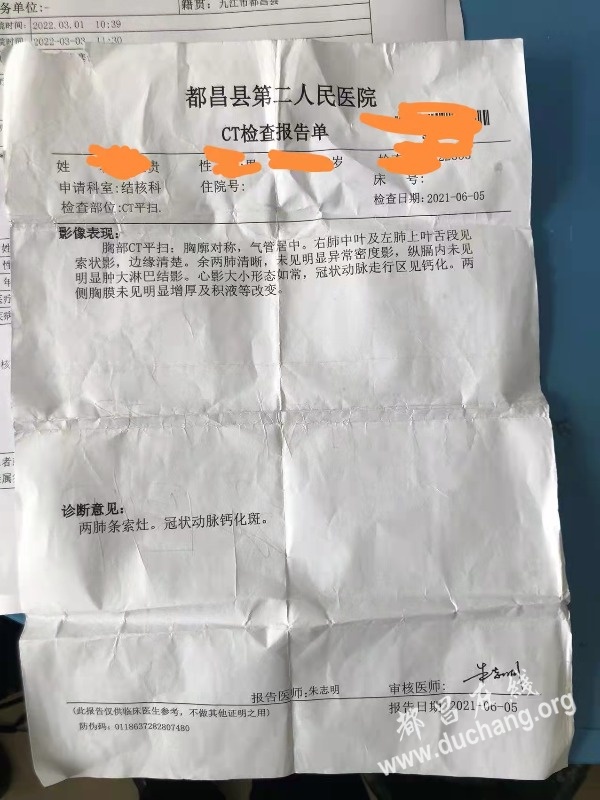 务单位:
籍贯: 九江市都昌县
时间: 2022.03.01 10:39
时间: 2022-03-03 11:30
都昌县第二人民医院
CT检查报告单
姓 贵 性 男 岁
申请科室:结核科 住院号: 床 号:
检查部位:CT平扫. 检查日期:2021-06-05
影像表现:
胸部CT平扫: 胸廓对称, 气管居中。右肺中叶及左肺上叶舌段见
索状影, 边缘清楚。余两肺清晰, 未见明显异常密度影, 纵膈内未见
明显肿大淋巴结影。心影大小形态如常, 冠状动脉走行区见钙化。两
侧胸膜未见明显增厚及积液等改变。
诊断意见:
两肺条索灶。冠状动脉钙化斑。
报告医师:朱志明 审核医师:
(此报告仅供临床医生参考, 不做其他证明之用) 报告日期:2021-06-05
防伪码: 0118637282807480
都昌在线
www.duchang.org